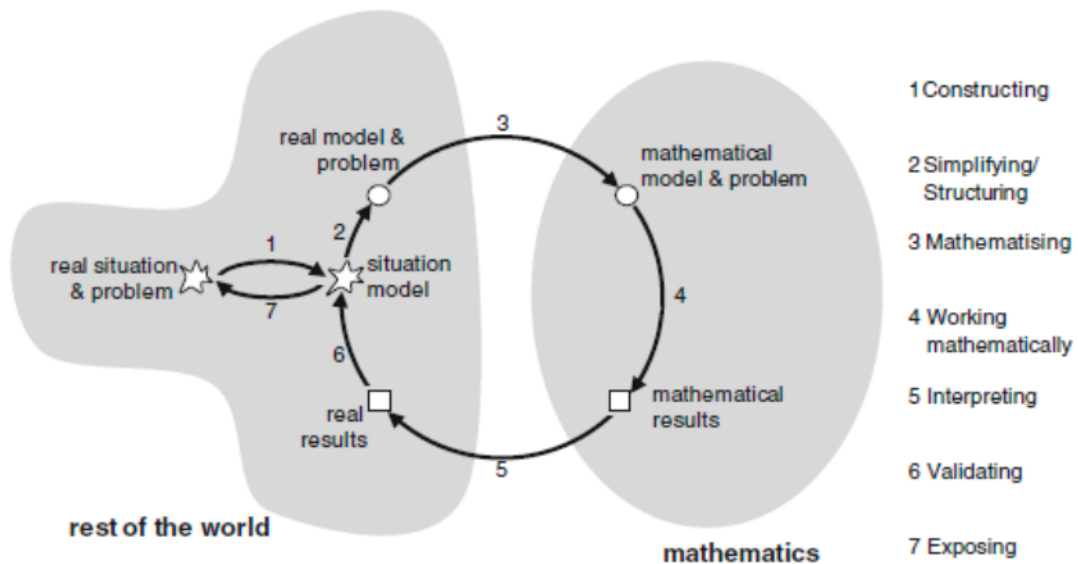 real model &
problem
3
mathematical
model & problem
2
1
real situation
& problem
situation
model
7
4
6
real
results
mathematical
results
5
rest of the world
mathematics
1 Constructing
2 Simplifying/
Structuring
3 Mathematising
4 Working
mathematically
5 Interpreting
6 Validating
7 Exposing